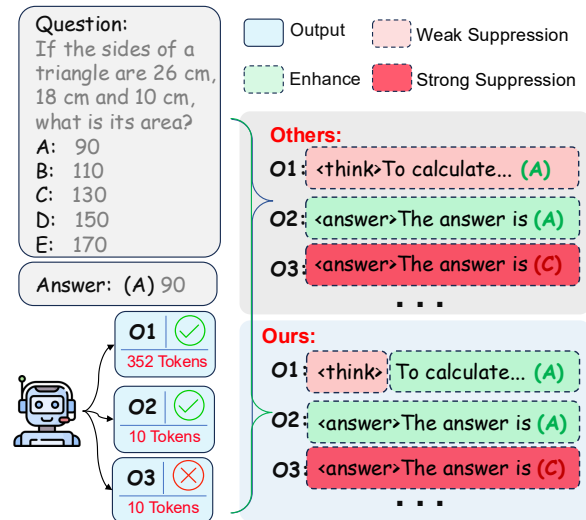 Question:
If the sides of a
triangle are 26 cm,
18 cm and 10 cm,
what is its area?
A: 90
B: 110
C: 130
D: 150
E: 170
Answer: (A) 90
O1
352 Tokens
O2
10 Tokens
O3
10 Tokens
Output
Weak Suppression
Enhance
Strong Suppression
Others:
O1: <think>To calculate... (A)
O2: <answer>The answer is (A)
O3: <answer>The answer is (C)
...
Ours:
O1: <think> To calculate... (A)
O2: <answer>The answer is (A)
O3: <answer>The answer is (C)
...